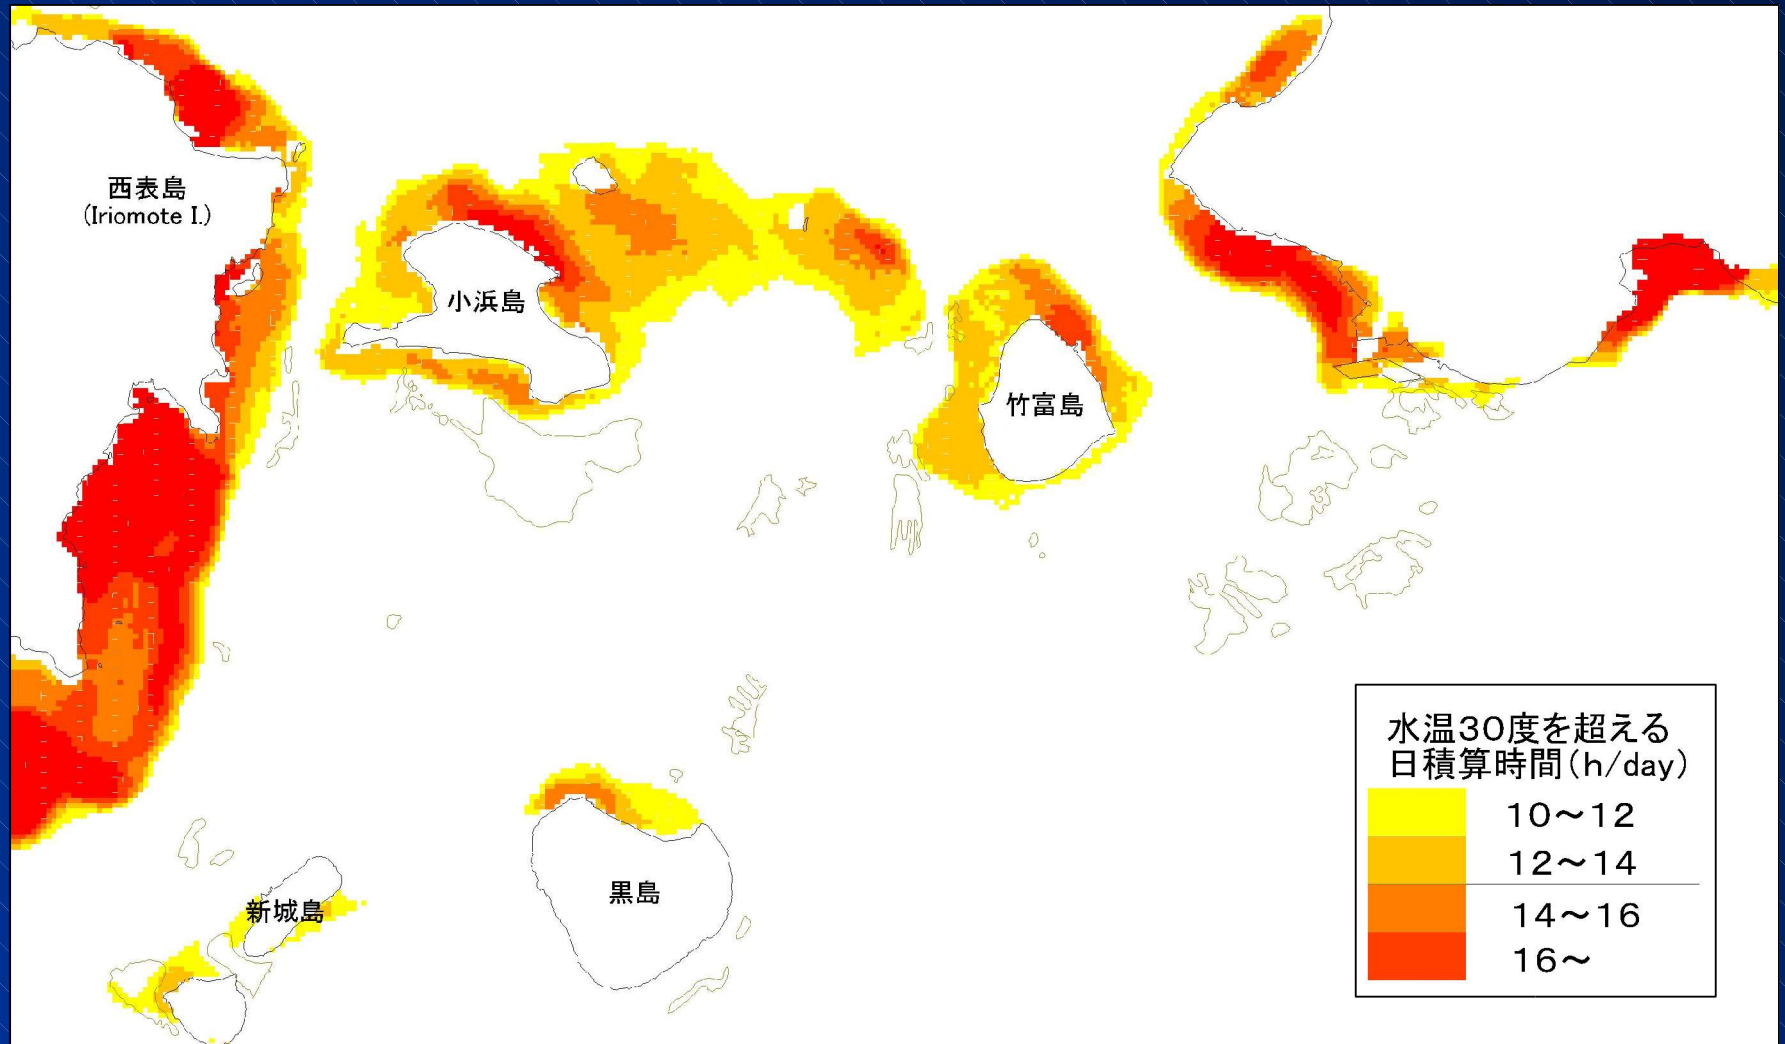 西表島
(Iriomote I.)
小浜島
竹富島
黒島
新城島
水温30度を超える
日積算時間(h/day)
10～12
12～14
14～16
16～